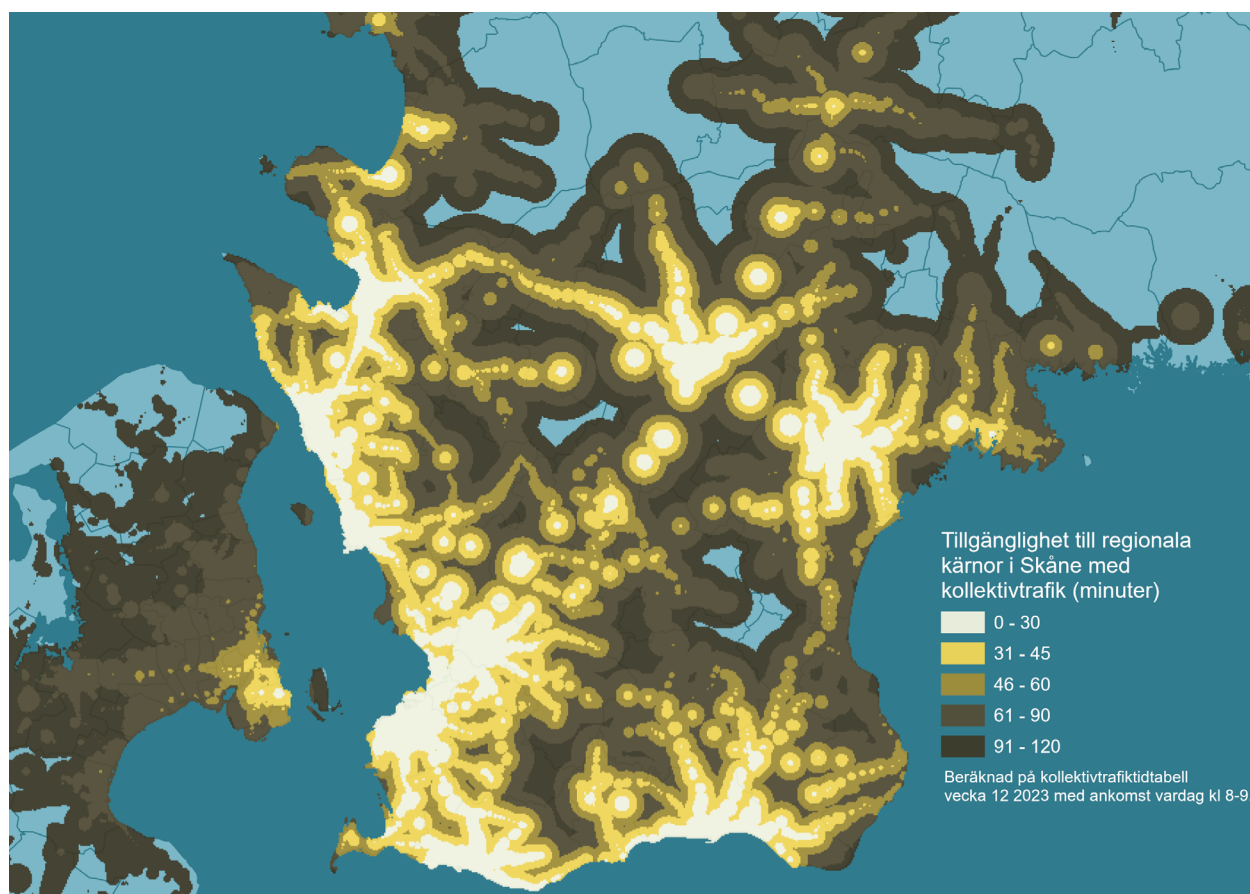 Tillgänglighet till regionala
kärnor i Skåne med
kollektivtrafik (minuter)
0 - 30
31 - 45
46 - 60
61 - 90
91 - 120
Beräknad på kollektivtrafiktidtabell
vecka 12 2023 med ankomst vardag kl 8-9